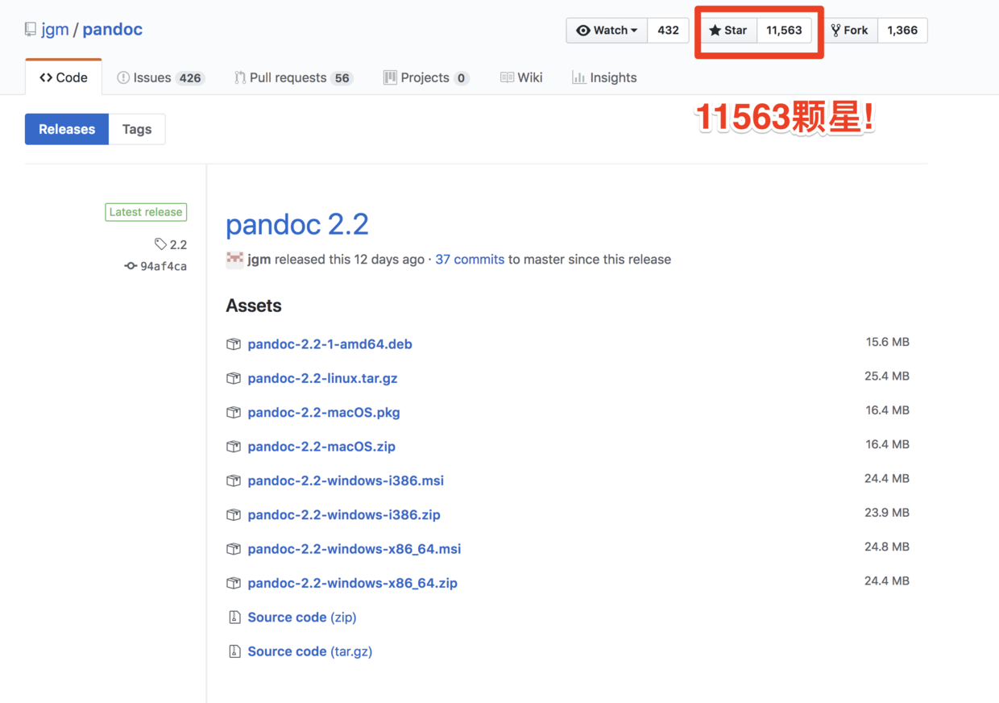 jgm / pandoc
Watch 432 Star 11,563 Fork 1,366
Code Issues 426 Pull requests 56 Projects 0 Wiki Insights
11563颗星!
Releases Tags
Latest release
2.2
94af4ca
pandoc 2.2
jgm released this 12 days ago · 37 commits to master since this release
Assets
pandoc-2.2-1-amd64.deb 15.6 MB
pandoc-2.2-linux.tar.gz 25.4 MB
pandoc-2.2-macOS.pkg 16.4 MB
pandoc-2.2-macOS.zip 16.4 MB
pandoc-2.2-windows-i386.msi 24.4 MB
pandoc-2.2-windows-i386.zip 23.9 MB
pandoc-2.2-windows-x86_64.msi 24.8 MB
pandoc-2.2-windows-x86_64.zip 24.4 MB
Source code (zip)
Source code (tar.gz)